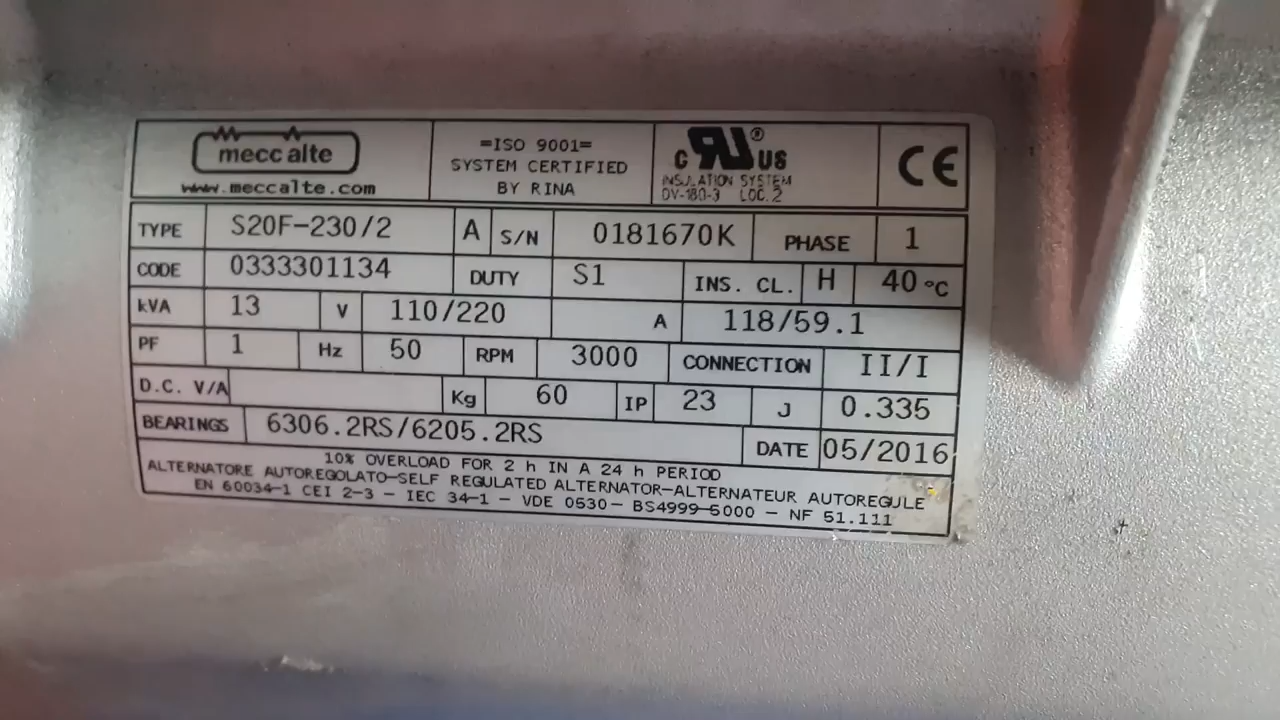 mecc alte
www.meccalte.com
=ISO 9001=
SYSTEM CERTIFIED
BY RINA
c RU ® US
INSULATION SYSTEM
DV-180-3 LOC.2
CE
TYPE S20F-230/2 A S/N 0181670K PHASE 1
CODE 0333301134 DUTY S1 INS. CL. H 40°C
kVA 13 V 110/220 A 118/59.1
PF 1 Hz 50 RPM 3000 CONNECTION II/I
D.C. V/A Kg 60 IP 23 J 0.335
BEARINGS 6306.2RS/6205.2RS DATE 05/2016
10% OVERLOAD FOR 2 h IN A 24 h PERIOD
ALTERNATORE AUTOREGOLATO-SELF REGULATED ALTERNATOR-ALTERNATEUR AUTOREGULE
EN 60034-1 CEI 2-3 - IEC 34-1 - VDE 0530- BS4999-5000 - NF 51.111